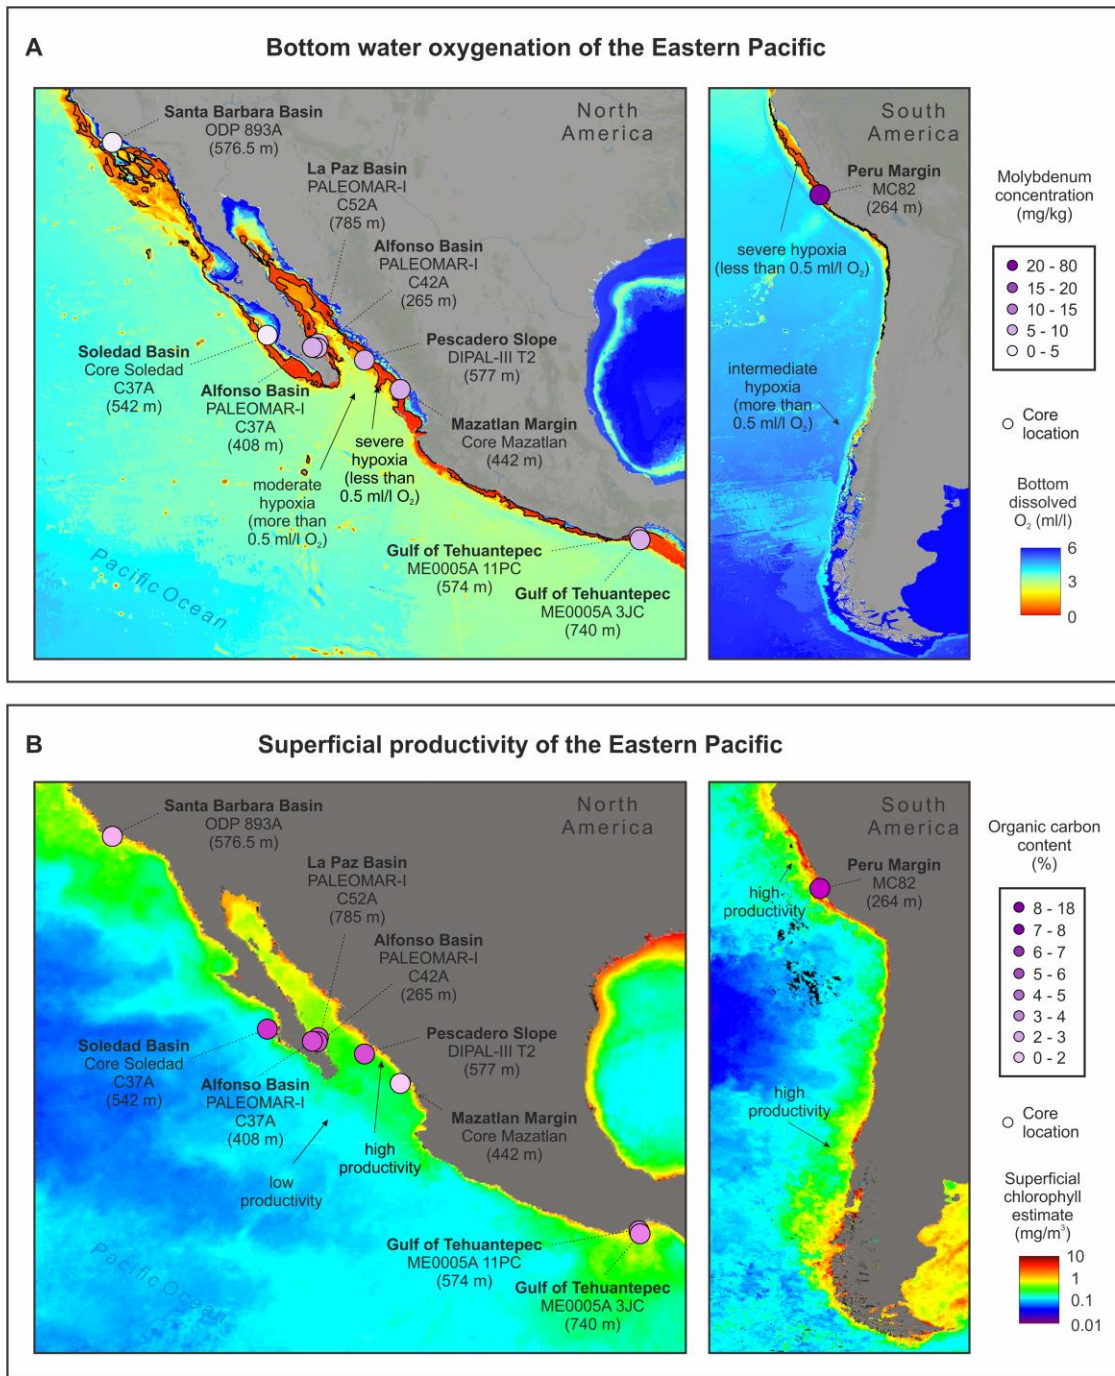 A
Bottom water oxygenation of the Eastern Pacific
North
America
Santa Barbara Basin
ODP 893A
(576.5 m)
La Paz Basin
PALEOMAR-I
C52A
(785 m)
Alfonso Basin
PALEOMAR-I
C42A
(265 m)
Soledad Basin
Core Soledad
C37A
(542 m)
Alfonso Basin
PALEOMAR-I
C37A
(408 m)
Pescadero Slope
DIPAL-III T2
(577 m)
Mazatlan Margin
Core Mazatlan
(442 m)
severe
hypoxia
(less than
0.5 ml/l O₂)
moderate
hypoxia
(more than
0.5 ml/l O₂)
Pacific Ocean
Gulf of Tehuantepec
ME0005A 11PC
(574 m)
Gulf of Tehuantepec
ME0005A 3JC
(740 m)
South
America
Peru Margin
MC82
(264 m)
severe hypoxia
(less than 0.5 ml/l O₂)
intermediate
hypoxia
(more than
0.5 ml/l O₂)
Molybdenum
concentration
(mg/kg)
20 - 80
15 - 20
10 - 15
5 - 10
0 - 5
Core
location
Bottom
dissolved
O₂ (ml/l)
6
3
0
B
Superficial productivity of the Eastern Pacific
North
America
Santa Barbara Basin
ODP 893A
(576.5 m)
La Paz Basin
PALEOMAR-I
C52A
(785 m)
Alfonso Basin
PALEOMAR-I
C42A
(265 m)
Soledad Basin
Core Soledad
C37A
(542 m)
Alfonso Basin
PALEOMAR-I
C37A
(408 m)
Pescadero Slope
DIPAL-III T2
(577 m)
Mazatlan Margin
Core Mazatlan
(442 m)
high
productivity
low
productivity
Pacific Ocean
Gulf of Tehuantepec
ME0005A 11PC
(574 m)
Gulf of Tehuantepec
ME0005A 3JC
(740 m)
South
America
Peru Margin
MC82
(264 m)
high
productivity
high
productivity
Organic carbon
content
(%)
8 - 18
7 - 8
6 - 7
5 - 6
4 - 5
3 - 4
2 - 3
0 - 2
Core
location
Superficial
chlorophyll
estimate
(mg/m³)
10
1
0.1
0.01